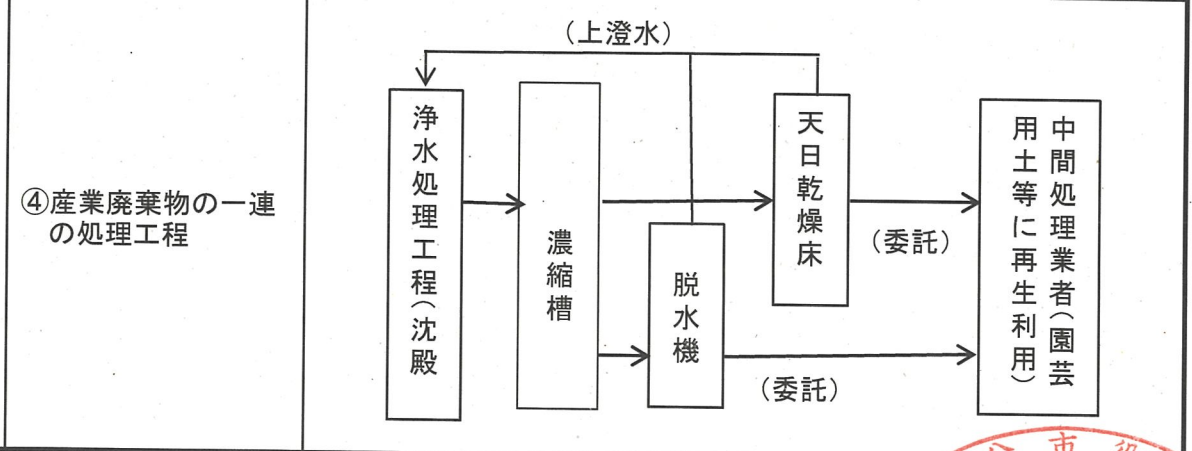 ④産業廃棄物の一連
の処理工程
(上澄水)
浄水処理工程(沈殿
濃縮槽
脱水機
天日乾燥床
(委託)
(委託)
中間処理業者(園芸
用土等に再生利用)
市役